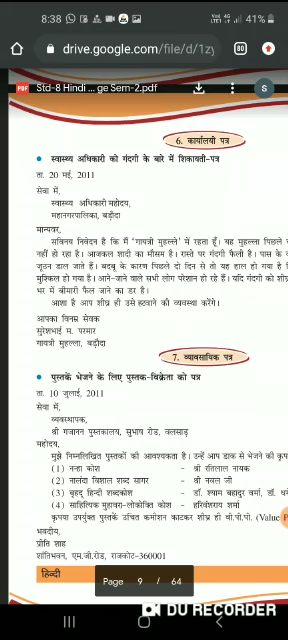 8:38
41%
drive.google.com/file/d/1zy
80
PDF Std-8 Hindi ... ge Sem-2.pdf
S
6. कार्यालयी पत्र
• स्वास्थ्य अधिकारी को गंदगी के बारे में शिकायती-पत्र
ता. 20 मई, 2011
सेवा में,
स्वास्थ्य अधिकारी महोदय,
महानगरपालिका, बड़ौदा
मान्यवर,
सविनय निवेदन है कि मैं 'गायत्री मुहल्ले' में रहता हूँ। यह मुहल्ला पिछले
नहीं हो रहा है। आजकल शादी का मौसम है। रास्ते पर गंदगी फैली है। पास के
जूठन डाल जाते हैं। बदबू के कारण पिछले दो दिन से तो यह हाल हो गया है
मुश्किल हो गया है। आने-जाने वाले सभी लोग परेशान हो रहे हैं। यदि गंदगी को शीघ्र
भर में बीमारी फैल जाने का डर है।
आशा है आप शीघ्र ही उसे हटवाने की व्यवस्था करेंगे।
आपका विनम्र सेवक
सुरेशभाई म. परमार
गायत्री मुहल्ला, बड़ौदा
7. व्यावसायिक पत्र
• पुस्तकें भेजने के लिए पुस्तक-विक्रेता को पत्र
ता. 10 जुलाई, 2011
सेवा में,
व्यवस्थापक,
श्री गजानन पुस्तकालय, सुभाष रोड, वलसाड़
महोदय,
मुझे निम्नलिखित पुस्तकों की आवश्यकता है। उन्हें आप डाक से भेजने की
(1) नन्हा कोश - श्री रतिलाल नायक
(2) नालंदा विशाल शब्द सागर - श्री नवल जी
(3) बृहद् हिन्दी शब्दकोश - डॉ. श्याम बहादुर वर्मा, डॉ.
(4) साहित्यिक मुहावरा-लोकोक्ति कोश - हरिवंशराय शर्मा
कृपया उपर्युक्त पुस्तकें उचित कमीशन काटकर शीघ्र ही वी.पी.पी. (Value
भवदीय,
प्रीति शाह
शांतिभवन, एम.जी.रोड, राजकोट-360001
हिन्दी
Page 9 / 64
DU RECORDER